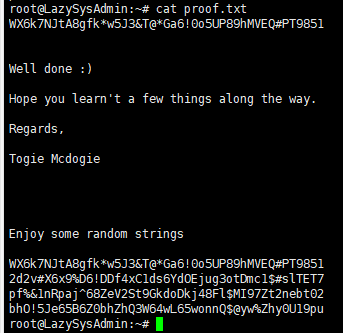 root@LazySysAdmin:~# cat proof.txt
WX6k7NJtA8gfk*w5J3&T@*Ga6!0o5UP89hMVEQ#PT9851
Well done :)
Hope you learn't a few things along the way.
Regards,
Togie Mcdogie
Enjoy some random strings
WX6k7NJtA8gfk*w5J3&T@*Ga6!0o5UP89hMVEQ#PT9851
2d2v#X6x9%D6!DDf4xC1ds6YdOEjug3otDmc1$#slTET7
pf%&1nRpaj^68ZeV2St9GkdoDkj48Fl$MI97Zt2nebt02
bhO!5Je65B6Z0bhZhQ3W64wL65wonnQ$@yw%Zhy0U19pu
root@LazySysAdmin:~#